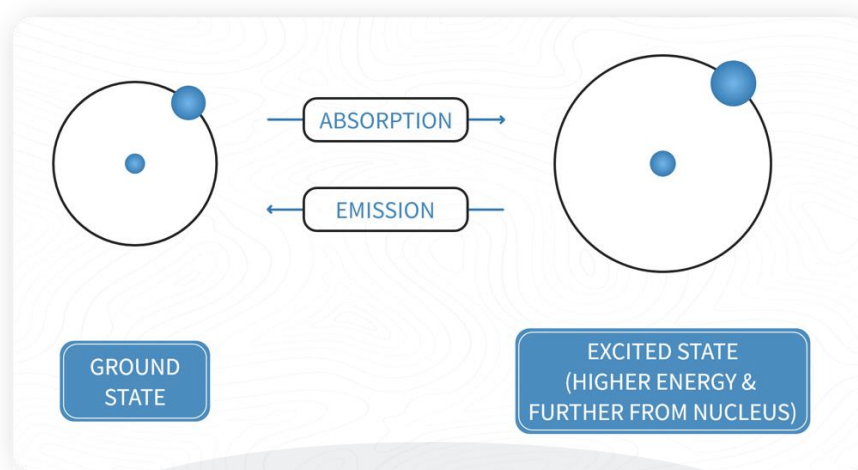 ABSORPTION
EMISSION
GROUND
STATE
EXCITED STATE
(HIGHER ENERGY &
FURTHER FROM NUCLEUS)